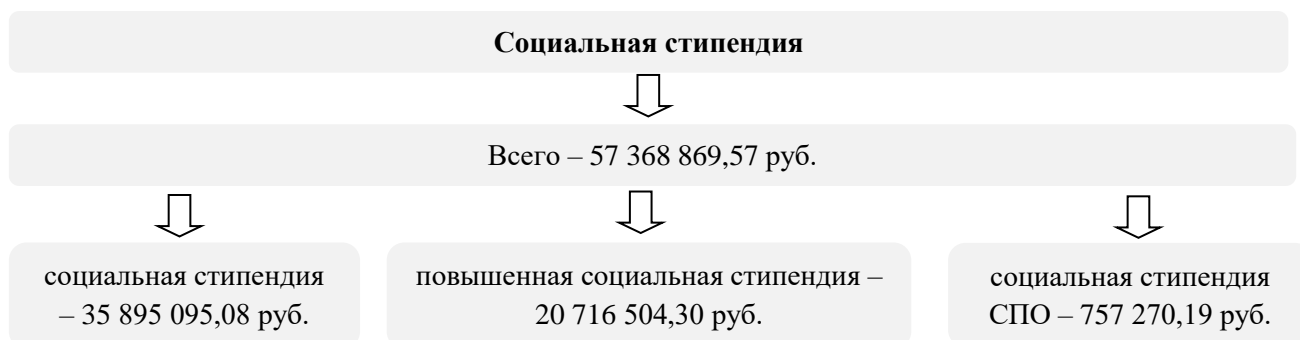 Социальная стипендия
Всего – 57 368 869,57 руб.
социальная стипендия
– 35 895 095,08 руб.
повышенная социальная стипендия –
20 716 504,30 руб.
социальная стипендия
СПО – 757 270,19 руб.